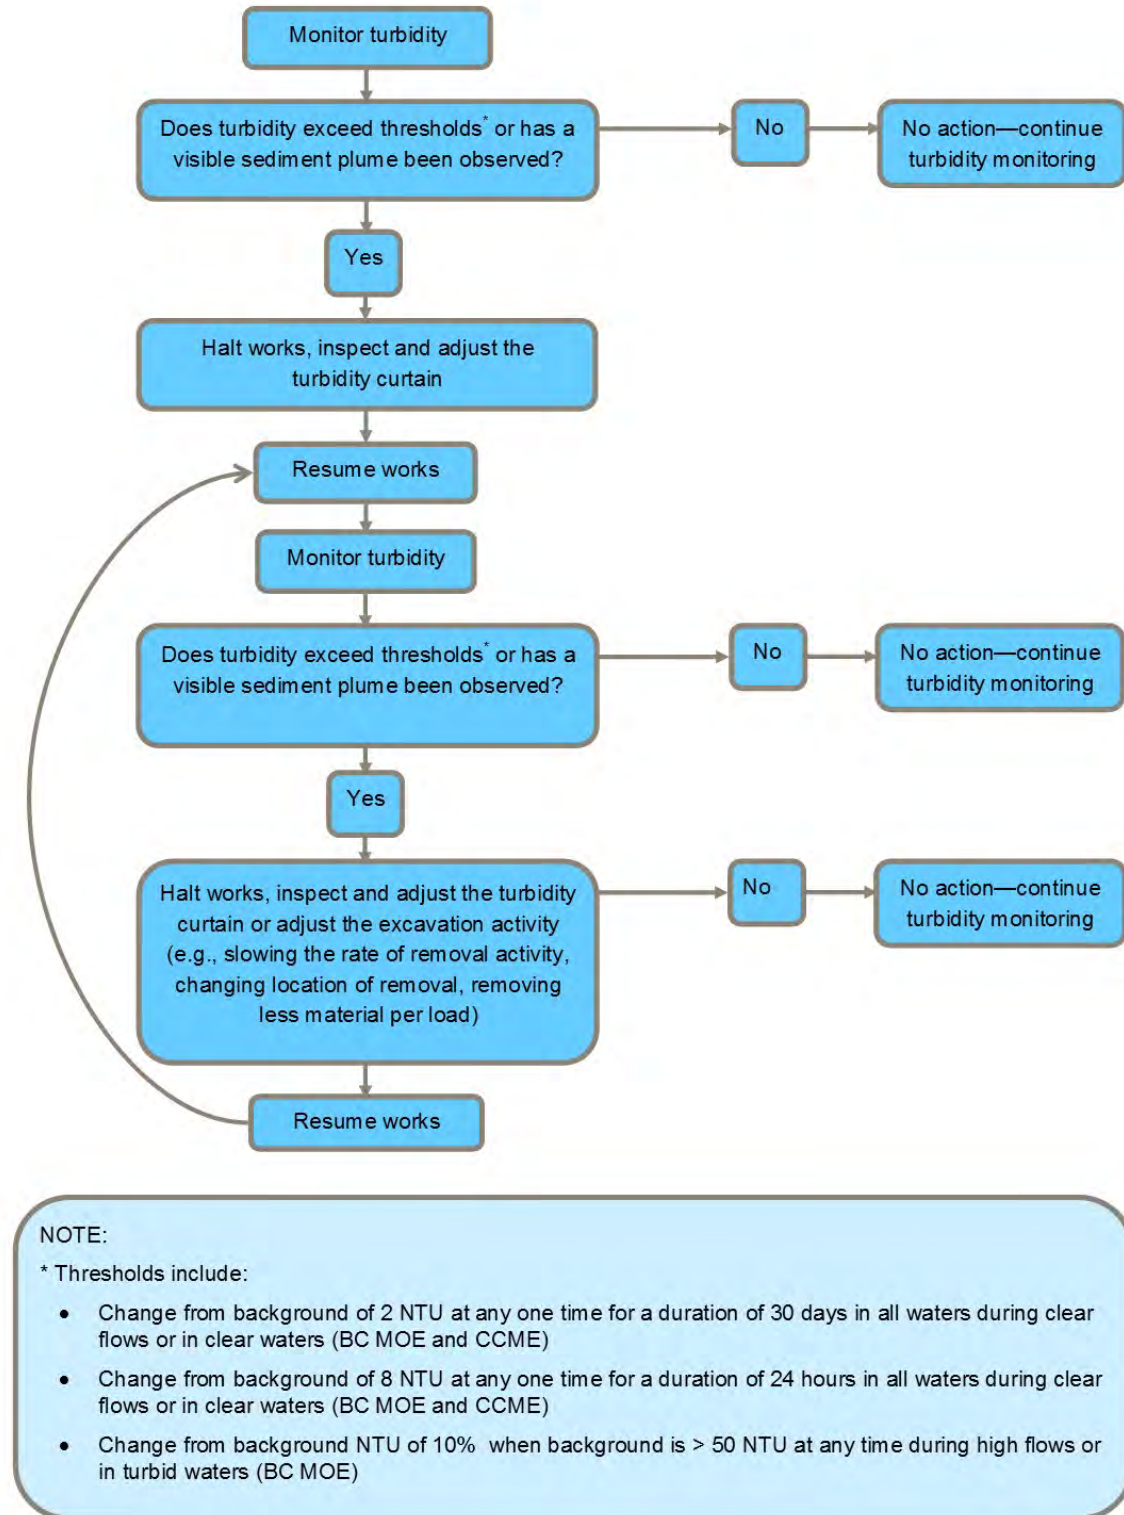 Monitor turbidity
Does turbidity exceed thresholds* or has a
visible sediment plume been observed?
No
No action—continue
turbidity monitoring
Yes
Halt works, inspect and adjust the
turbidity curtain
Resume works
Monitor turbidity
Does turbidity exceed thresholds* or has a
visible sediment plume been observed?
No
No action—continue
turbidity monitoring
Yes
Halt works, inspect and adjust the turbidity
curtain or adjust the excavation activity
(e.g., slowing the rate of removal activity,
changing location of removal, removing
less material per load)
No
No action—continue
turbidity monitoring
Resume works
NOTE:
* Thresholds include:
• Change from background of 2 NTU at any one time for a duration of 30 days in all waters during clear
flows or in clear waters (BC MOE and CCME)
• Change from background of 8 NTU at any one time for a duration of 24 hours in all waters during clear
flows or in clear waters (BC MOE and CCME)
• Change from background NTU of 10% when background is > 50 NTU at any time during high flows or
in turbid waters (BC MOE)